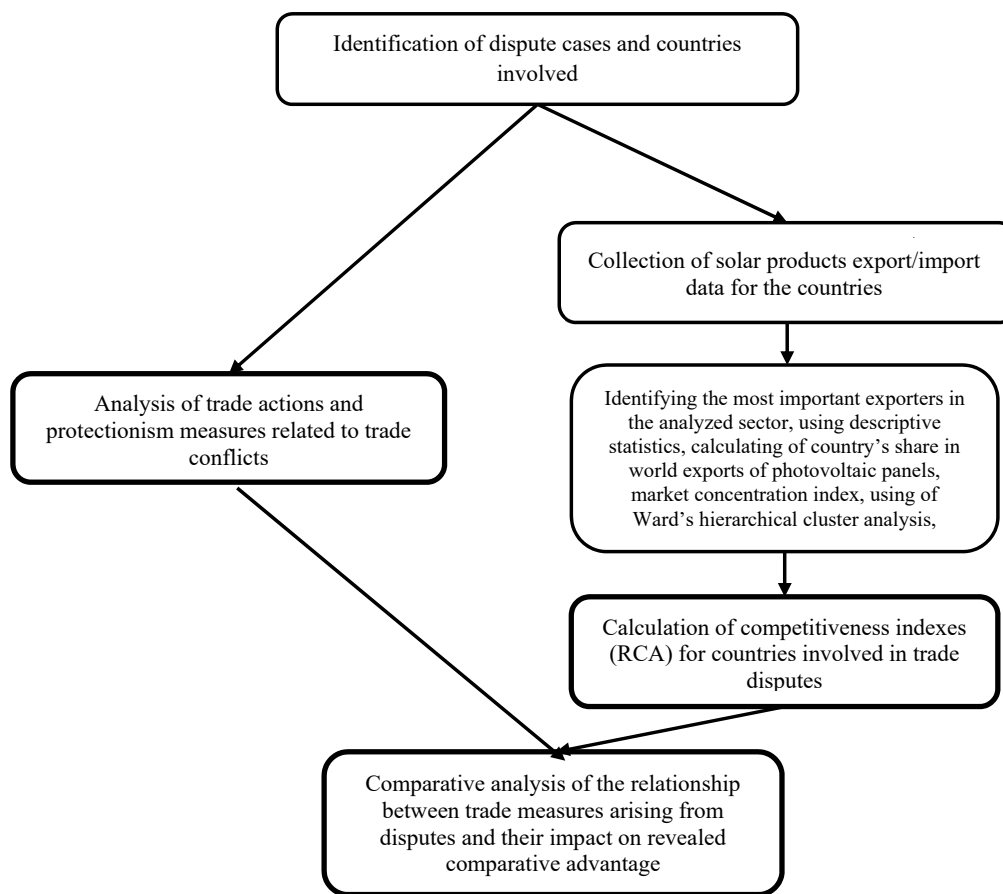 Identification of dispute cases and countries
involved
Collection of solar products export/import
data for the countries
Analysis of trade actions and
protectionism measures related to trade
conflicts
Identifying the most important exporters in
the analyzed sector, using descriptive
statistics, calculating of country’s share in
world exports of photovoltaic panels,
market concentration index, using of
Ward’s hierarchical cluster analysis,
Calculation of competitiveness indexes
(RCA) for countries involved in trade
disputes
Comparative analysis of the relationship
between trade measures arising from
disputes and their impact on revealed
comparative advantage